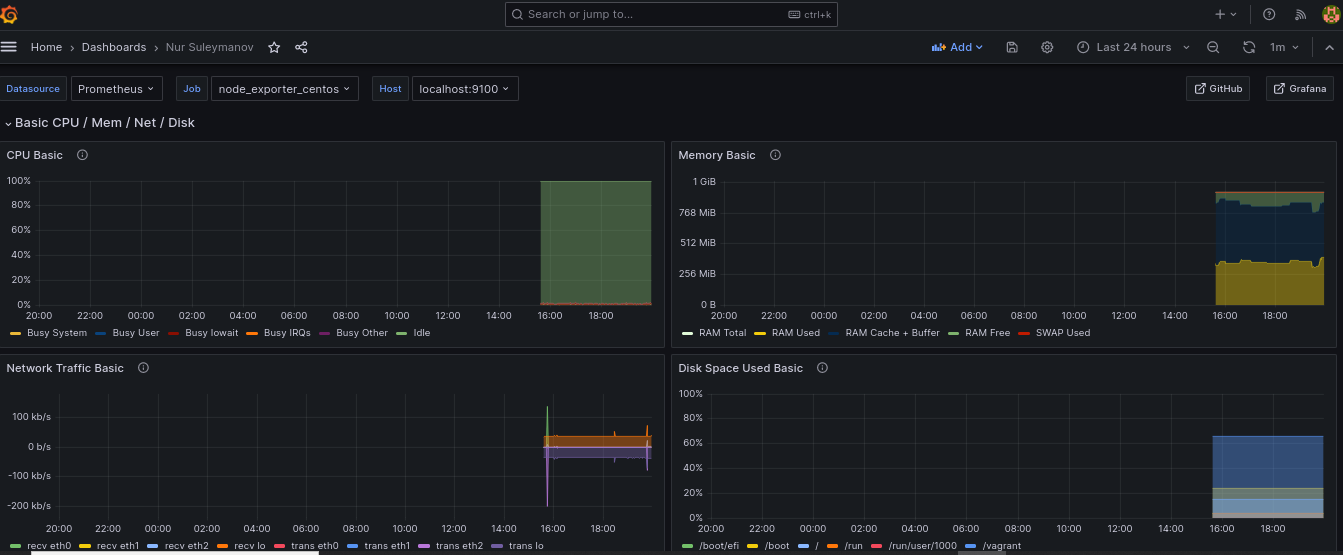 Search or jump to... ctrl+k
Home > Dashboards > Nur Suleymanov Add Last 24 hours 1m
Datasource Prometheus Job node_exporter_centos Host localhost:9100 GitHub Grafana
Basic CPU / Mem / Net / Disk
CPU Basic
100%
80%
60%
40%
20%
0%
20:00 22:00 00:00 02:00 04:00 06:00 08:00 10:00 12:00 14:00 16:00 18:00
Busy System Busy User Busy Iowait Busy IRQs Busy Other Idle
Memory Basic
1 GiB
768 MiB
512 MiB
256 MiB
0 B
20:00 22:00 00:00 02:00 04:00 06:00 08:00 10:00 12:00 14:00 16:00 18:00
RAM Total RAM Used RAM Cache + Buffer RAM Free SWAP Used
Network Traffic Basic
100 kb/s
0 b/s
-100 kb/s
-200 kb/s
20:00 22:00 00:00 02:00 04:00 06:00 08:00 10:00 12:00 14:00 16:00 18:00
recv eth0 recv eth1 recv eth2 recv lo trans eth0 trans eth1 trans eth2 trans lo
Disk Space Used Basic
100%
80%
60%
40%
20%
0%
20:00 22:00 00:00 02:00 04:00 06:00 08:00 10:00 12:00 14:00 16:00 18:00
/boot/efi /boot / /run /run/user/1000 /vagrant